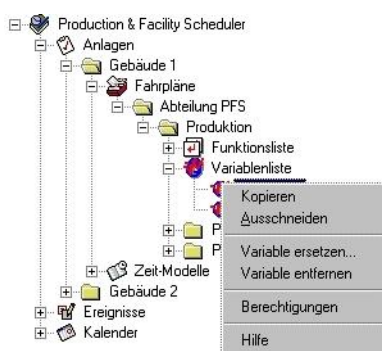 Production & Facility Scheduler
Anlagen
Gebäude 1
Fahrpläne
Abteilung PFS
Produktion
Funktionsliste
Variablenliste
Kopieren
Ausschneiden
P
Variable ersetzen...
P
Variable entfernen
Zeit-Modelle
Berechtigungen
Gebäude 2
Ereignisse
Kalender
Hilfe